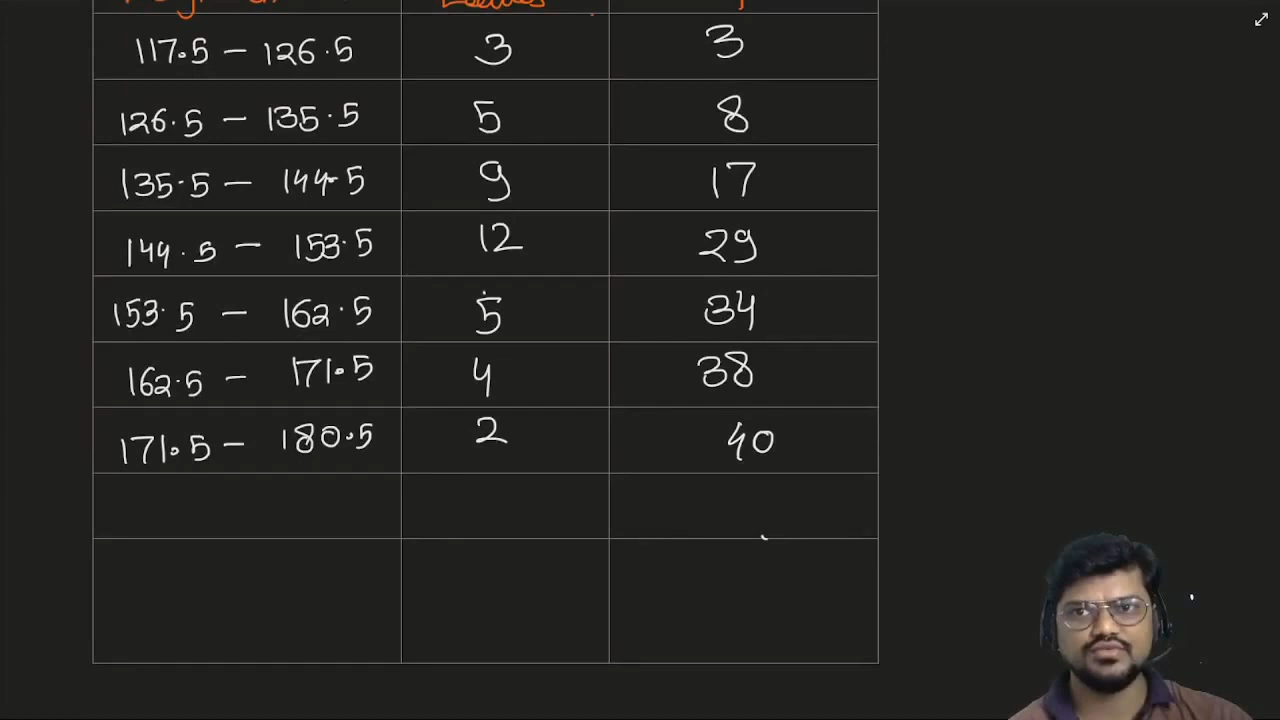 117.5 - 126.5 3 3
126.5 - 135.5 5 8
135.5 - 144.5 9 17
144.5 - 153.5 12 29
153.5 - 162.5 5 34
162.5 - 171.5 4 38
171.5 - 180.5 2 40